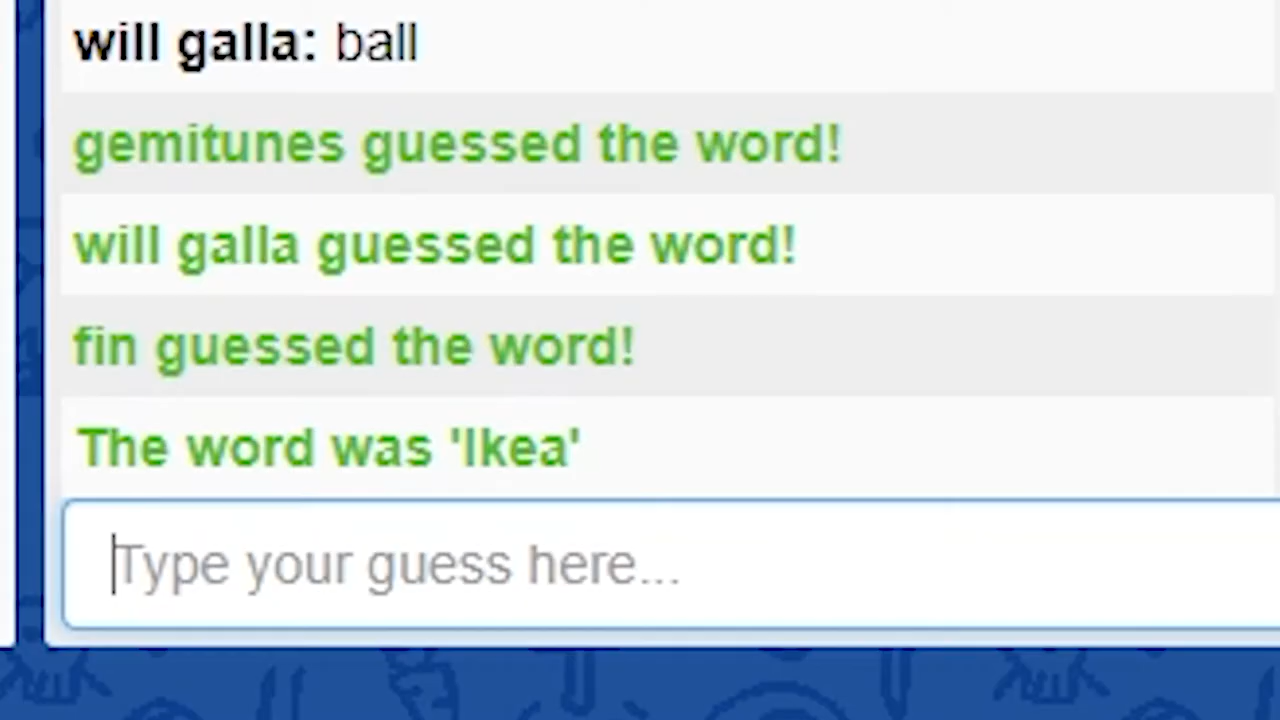 will galla: ball
gemitunes guessed the word!
will galla guessed the word!
fin guessed the word!
The word was 'Ikea'
Type your guess here...